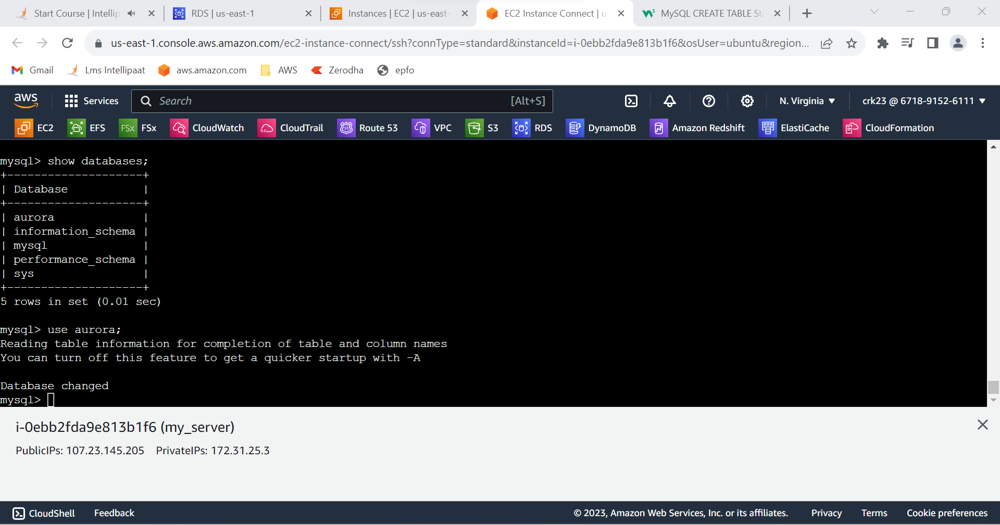 Start Course | Intellip
RDS | us-east-1
Instances | EC2 | us-east-
EC2 Instance Connect | u
MySQL CREATE TABLE Sta
us-east-1.console.aws.amazon.com/ec2-instance-connect/ssh?connType=standard&instanceId=i-0ebb2fda9e813b1f6&osUser=ubuntu&region...
Gmail
Lms Intellipaat
aws.amazon.com
AWS
Zerodha
epfo
aws
Services
Search
[Alt+S]
N. Virginia
crk23 @ 6718-9152-6111
EC2
EFS
FSx FSx
CloudWatch
CloudTrail
53 Route 53
VPC
S3
RDS
DynamoDB
Amazon Redshift
ElastiCache
CloudFormation
mysql> show databases;
+--------------------+
| Database           |
+--------------------+
| aurora             |
| information_schema |
| mysql              |
| performance_schema |
| sys                |
+--------------------+
5 rows in set (0.01 sec)
mysql> use aurora;
Reading table information for completion of table and column names
You can turn off this feature to get a quicker startup with -A
Database changed
mysql>
i-0ebb2fda9e813b1f6 (my_server)
PublicIPs: 107.23.145.205 PrivateIPs: 172.31.25.3
CloudShell
Feedback
© 2023, Amazon Web Services, Inc. or its affiliates.
Privacy
Terms
Cookie preferences